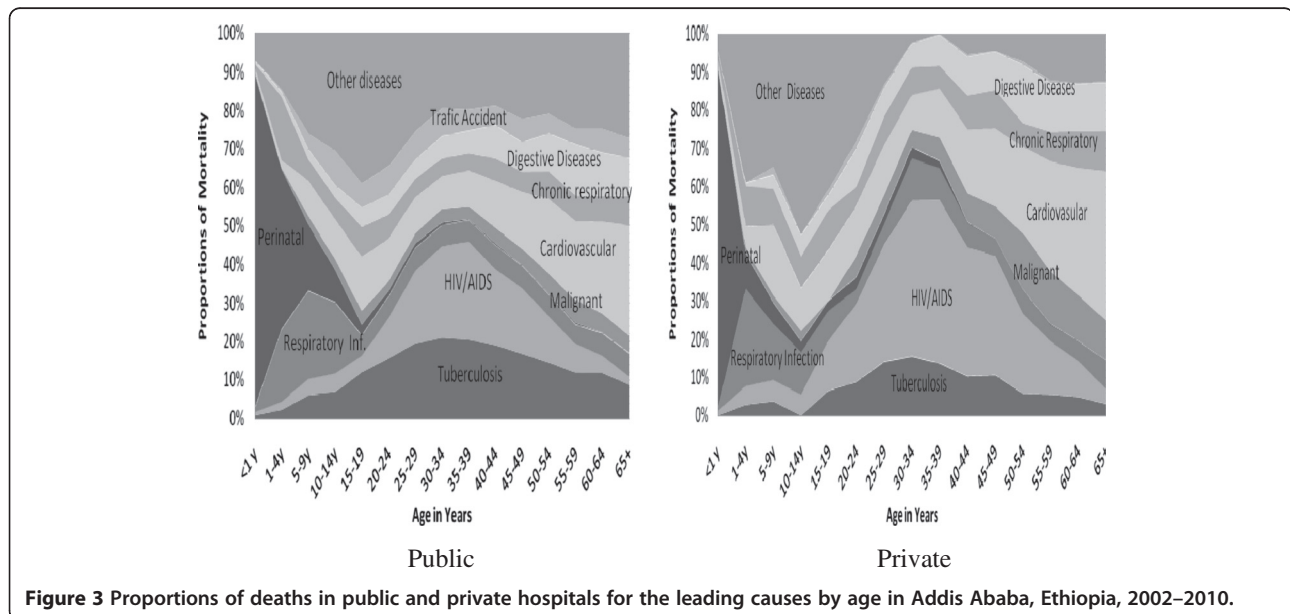 Proportions of Mortality
100%
90%
80%
70%
60%
50%
40%
30%
20%
10%
0%
Other diseases
Trafic Accident
Digestive Diseases
Chronic respiratory
Perinatal
Cardiovascular
HIV/AIDS
Malignant
Respiratory Inf.
Tuberculosis
<1 y
1-4y
5-9y
10-14y
15-19
20-24
25-29
30-34
35-39
40-44
45-49
50-54
55-59
60-64
65+
Age in Years
Public
Proportions of Mortality
100%
90%
80%
70%
60%
50%
40%
30%
20%
10%
0%
Other Diseases
Digestive Diseases
Chronic Respiratory
Cardiovasular
Perinatal
Malignant
HIV/AIDS
Respiratory Infection
Tuberculosis
<1 y
1-4y
5-9y
10-14y
15-19
20-24
25-29
30-34
35-39
40-44
45-49
50-54
55-59
60-64
65+
Age in Years
Private
Figure 3 Proportions of deaths in public and private hospitals for the leading causes by age in Addis Ababa, Ethiopia, 2002–2010.